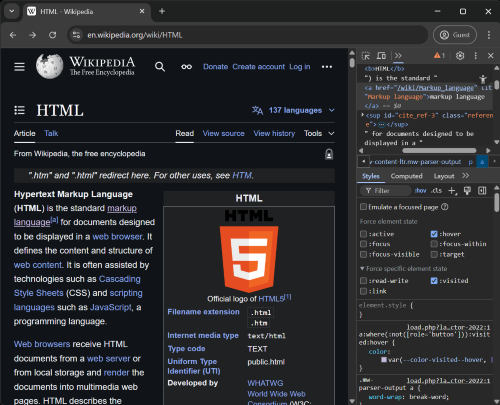 HTML - Wikipedia
en.wikipedia.org/wiki/HTML
Guest
WIKIPEDIA
The Free Encyclopedia
Donate Create account Log in
HTML
137 languages
Article Talk Read View source View history Tools
From Wikipedia, the free encyclopedia
".htm" and ".html" redirect here. For other uses, see HTM.
Hypertext Markup Language
(HTML) is the standard markup
language[a] for documents designed
to be displayed in a web browser. It
defines the content and structure of
web content. It is often assisted by
technologies such as Cascading
Style Sheets (CSS) and scripting
languages such as JavaScript, a
programming language.
Web browsers receive HTML
documents from a web server or
from local storage and render the
documents into multimedia web
pages. HTML describes the
HTML
HTML
5
Official logo of HTML5[1]
Filename extension .html
.htm
Internet media type text/html
Type code TEXT
Uniform Type
Identifier (UTI) public.html
Developed by WHATWG
World Wide Web
Consortium (W3C;
6
<b>HTML</b>
") is the standard "
<a href="/wiki/Markup_language" tit
"Markup language">markup language
</a> == $0
<sup id="cite_ref-3" class="referen
e">…</sup>
" for documents designed to be
displayed in a "
v-content-ltr.mw-parser-output p a
Styles Computed Layout
Filter :hov .cls
Emulate a focused page
Force element state
:active :hover
:focus :focus-within
:focus-visible :target
Force specific element state
:read-write :visited
:link
element.style {
}
load.php?la…ctor-2022:1
a:where(:not([role='button'])):visi
ted:hover {
color:
var(--color-visited--hover,
}
load.php?la…ctor-2022:1
.mw-
parser-output a {
word-wrap: break-word;